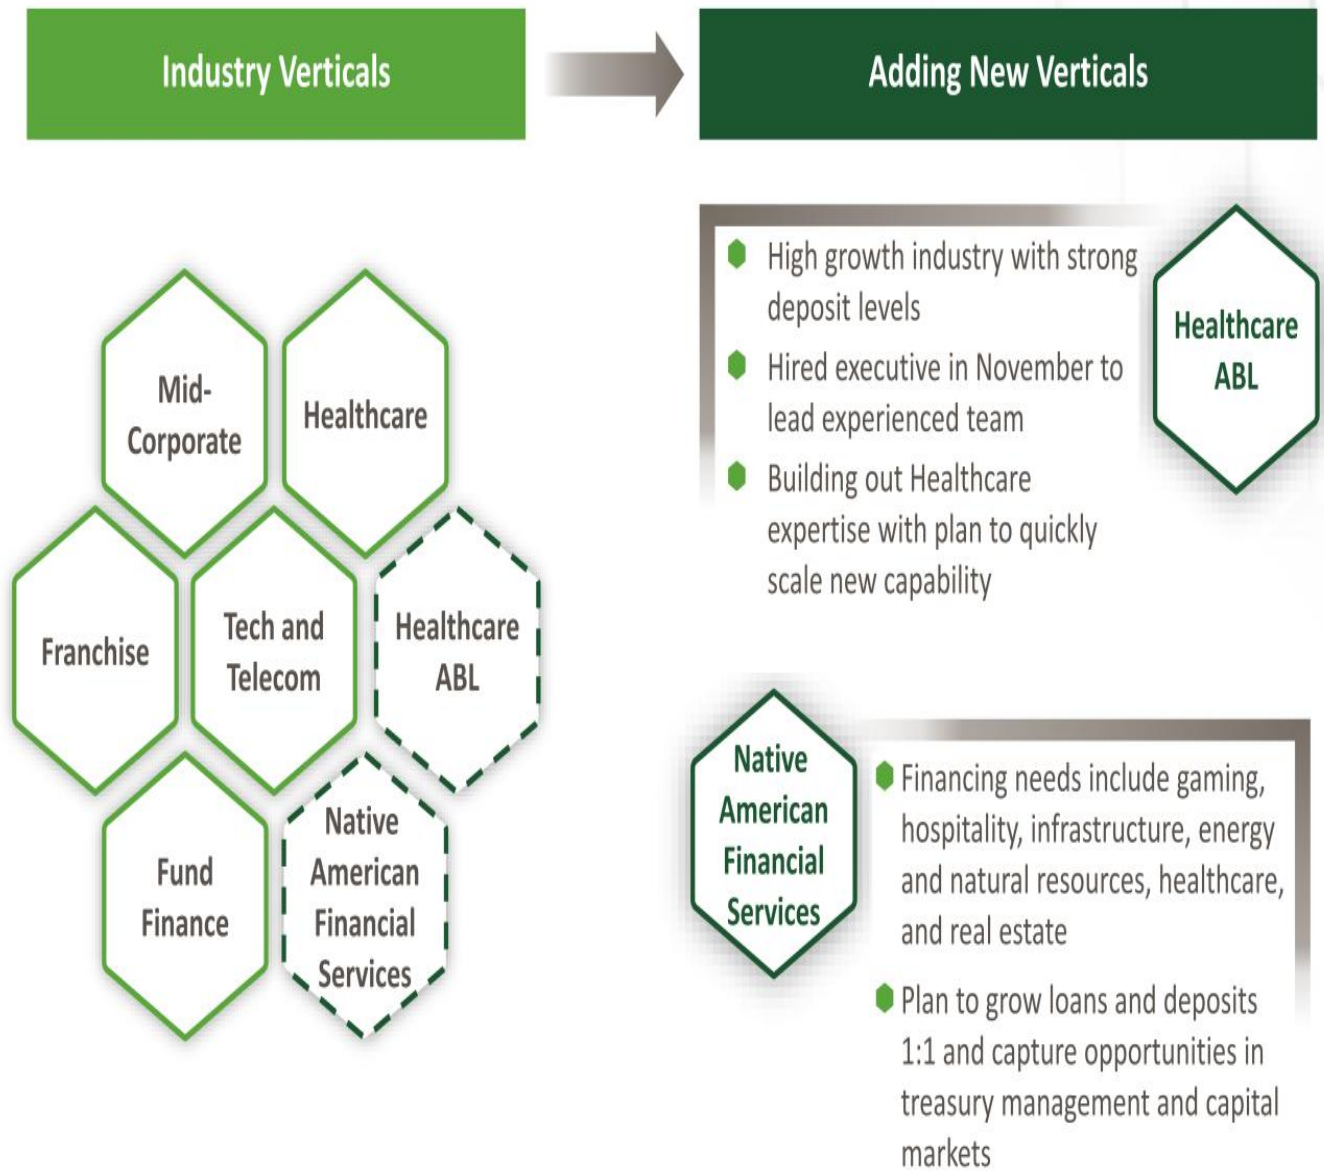 Industry Verticals
Adding New Verticals
Mid-
Corporate
Healthcare
Franchise
Tech and
Telecom
Healthcare
ABL
Fund
Finance
Native
American
Financial
Services
High growth industry with strong
deposit levels
Hired executive in November to
lead experienced team
Building out Healthcare
expertise with plan to quickly
scale new capability
Healthcare
ABL
Native
American
Financial
Services
Financing needs include gaming,
hospitality, infrastructure, energy
and natural resources, healthcare,
and real estate
Plan to grow loans and deposits
1:1 and capture opportunities in
treasury management and capital
markets